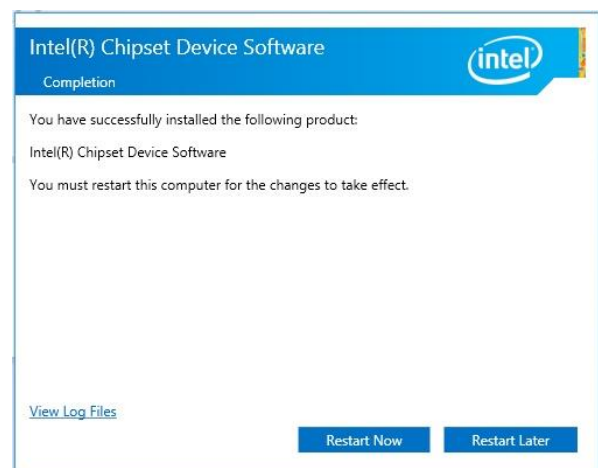 Intel(R) Chipset Device Software
intel
Completion
You have successfully installed the following product:
Intel(R) Chipset Device Software
You must restart this computer for the changes to take effect.
View Log Files
Restart Now
Restart Later